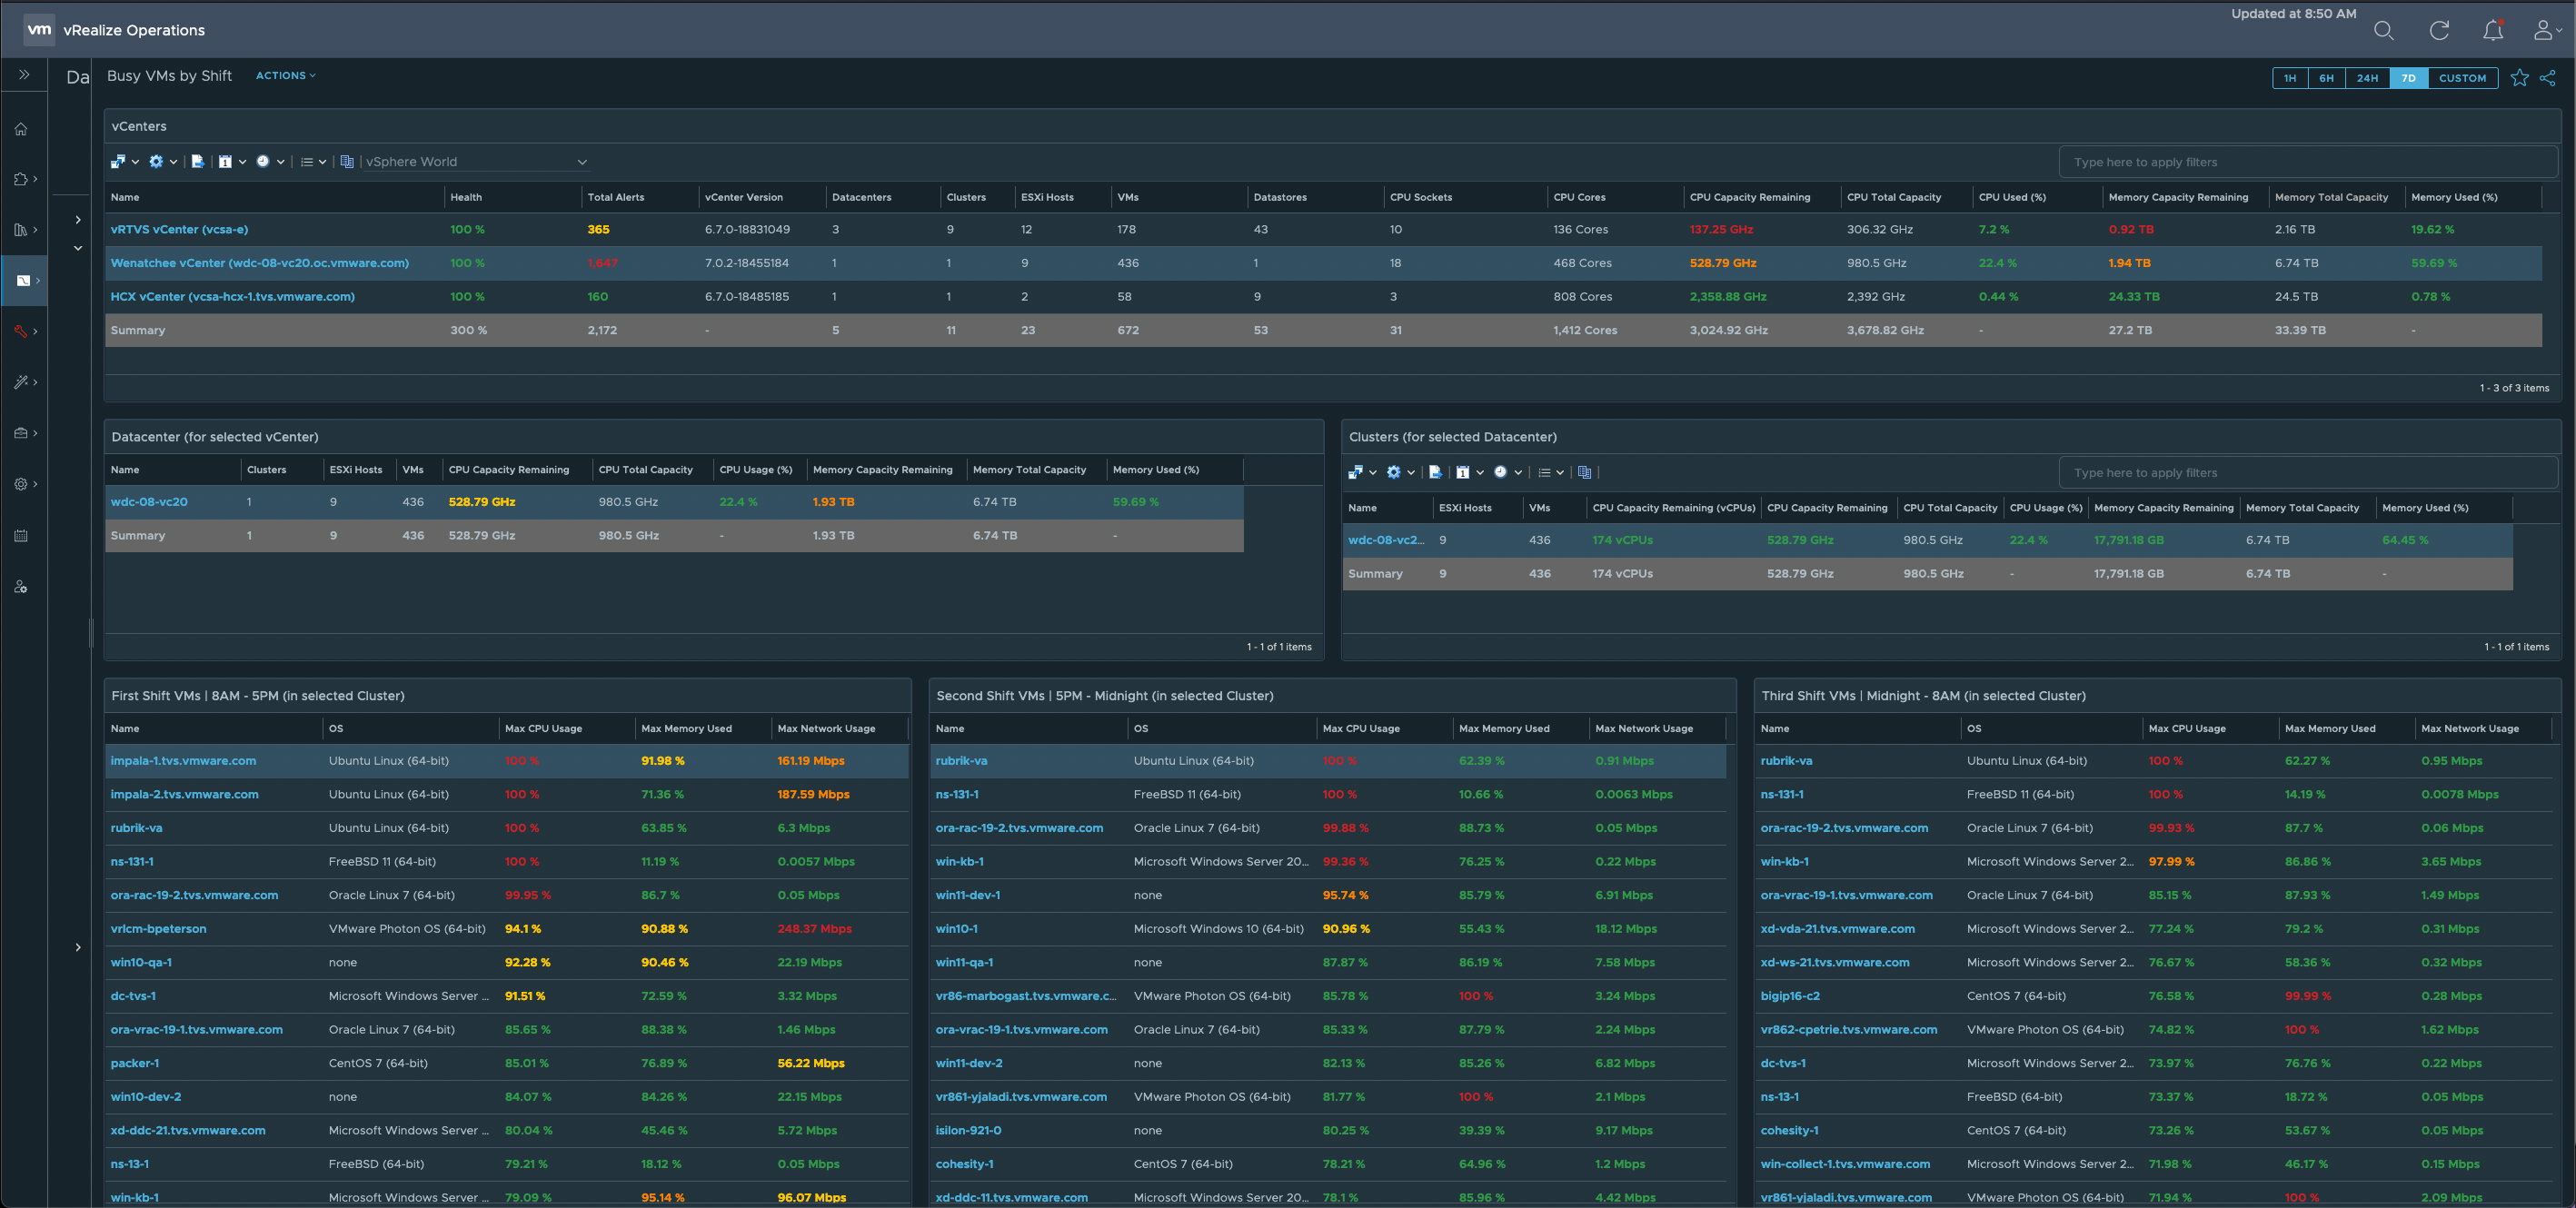 Updated at 8:50 AM
vm vRealize Operations
Da
Busy VMs by Shift ACTIONS
1H 6H 24H 7D CUSTOM
vCenters
vSphere World
Type here to apply filters
Name Health Total Alerts vCenter Version Datacenters Clusters ESXi Hosts VMs Datastores CPU Sockets CPU Cores CPU Capacity Remaining CPU Total Capacity CPU Used (%) Memory Capacity Remaining Memory Total Capacity Memory Used (%)
vRTVS vCenter (vcsa-e) 100 % 365 6.7.0-18831049 3 9 12 178 43 10 136 Cores 137.25 GHz 306.32 GHz 7.2 % 0.92 TB 2.16 TB 19.62 %
Wenatchee vCenter (wdc-08-vc20.oc.vmware.com) 100 % 1,647 7.0.2-18455184 1 1 9 436 1 18 468 Cores 528.79 GHz 980.5 GHz 22.4 % 1.94 TB 6.74 TB 59.69 %
HCX vCenter (vcsa-hcx-1.tvs.vmware.com) 100 % 160 6.7.0-18485185 1 1 2 58 9 3 808 Cores 2,358.88 GHz 2,392 GHz 0.44 % 24.33 TB 24.5 TB 0.78 %
Summary 300 % 2,172 - 5 11 23 672 53 31 1,412 Cores 3,024.92 GHz 3,678.82 GHz - 27.2 TB 33.39 TB -
1 - 3 of 3 items
Datacenter (for selected vCenter)
Name Clusters ESXi Hosts VMs CPU Capacity Remaining CPU Total Capacity CPU Usage (%) Memory Capacity Remaining Memory Total Capacity Memory Used (%)
wdc-08-vc20 1 9 436 528.79 GHz 980.5 GHz 22.4 % 1.93 TB 6.74 TB 59.69 %
Summary 1 9 436 528.79 GHz 980.5 GHz - 1.93 TB 6.74 TB -
1 - 1 of 1 items
Clusters (for selected Datacenter)
Type here to apply filters
Name ESXi Hosts VMs CPU Capacity Remaining (vCPUs) CPU Capacity Remaining CPU Total Capacity CPU Usage (%) Memory Capacity Remaining Memory Total Capacity Memory Used (%)
wdc-08-vc2... 9 436 174 vCPUs 528.79 GHz 980.5 GHz 22.4 % 17,791.18 GB 6.74 TB 64.45 %
Summary 9 436 174 vCPUs 528.79 GHz 980.5 GHz - 17,791.18 GB 6.74 TB -
1 - 1 of 1 items
First Shift VMs | 8AM - 5PM (in selected Cluster)
Name OS Max CPU Usage Max Memory Used Max Network Usage
impala-1.tvs.vmware.com Ubuntu Linux (64-bit) 100 % 91.98 % 161.19 Mbps
impala-2.tvs.vmware.com Ubuntu Linux (64-bit) 100 % 71.36 % 187.59 Mbps
rubrik-va Ubuntu Linux (64-bit) 100 % 63.85 % 6.3 Mbps
ns-131-1 FreeBSD 11 (64-bit) 100 % 11.19 % 0.0057 Mbps
ora-rac-19-2.tvs.vmware.com Oracle Linux 7 (64-bit) 99.95 % 86.7 % 0.05 Mbps
vrlcm-bpeterson VMware Photon OS (64-bit) 94.1 % 90.88 % 248.37 Mbps
win10-qa-1 none 92.28 % 90.46 % 22.19 Mbps
dc-tvs-1 Microsoft Windows Server ... 91.51 % 72.59 % 3.32 Mbps
ora-vrac-19-1.tvs.vmware.com Oracle Linux 7 (64-bit) 85.65 % 88.38 % 1.46 Mbps
packer-1 CentOS 7 (64-bit) 85.01 % 76.89 % 56.22 Mbps
win10-dev-2 none 84.07 % 84.26 % 22.15 Mbps
xd-ddc-21.tvs.vmware.com Microsoft Windows Server ... 80.04 % 45.46 % 5.72 Mbps
ns-13-1 FreeBSD (64-bit) 79.21 % 18.12 % 0.05 Mbps
win-kb-1 Microsoft Windows Server ... 79.09 % 95.14 % 96.07 Mbps
Second Shift VMs | 5PM - Midnight (in selected Cluster)
Name OS Max CPU Usage Max Memory Used Max Network Usage
rubrik-va Ubuntu Linux (64-bit) 100 % 62.39 % 0.91 Mbps
ns-131-1 FreeBSD 11 (64-bit) 100 % 10.66 % 0.0063 Mbps
ora-rac-19-2.tvs.vmware.com Oracle Linux 7 (64-bit) 99.88 % 88.73 % 0.05 Mbps
win-kb-1 Microsoft Windows Server 20... 99.36 % 76.25 % 0.22 Mbps
win11-dev-1 none 95.74 % 85.79 % 6.91 Mbps
win10-1 Microsoft Windows 10 (64-bit) 90.96 % 55.43 % 18.12 Mbps
win11-qa-1 none 87.87 % 86.19 % 7.58 Mbps
vr86-marbogast.tvs.vmware.c... VMware Photon OS (64-bit) 85.78 % 100 % 3.24 Mbps
ora-vrac-19-1.tvs.vmware.com Oracle Linux 7 (64-bit) 85.33 % 87.79 % 2.24 Mbps
win11-dev-2 none 82.13 % 85.26 % 6.82 Mbps
vr861-yjaladi.tvs.vmware.com VMware Photon OS (64-bit) 81.77 % 100 % 2.1 Mbps
isilon-921-0 none 80.25 % 39.39 % 9.17 Mbps
cohesity-1 CentOS 7 (64-bit) 78.21 % 64.96 % 1.2 Mbps
xd-ddc-11.tvs.vmware.com Microsoft Windows Server 20... 78.1 % 85.96 % 4.42 Mbps
Third Shift VMs | Midnight - 8AM (in selected Cluster)
Name OS Max CPU Usage Max Memory Used Max Network Usage
rubrik-va Ubuntu Linux (64-bit) 100 % 62.27 % 0.95 Mbps
ns-131-1 FreeBSD 11 (64-bit) 100 % 14.19 % 0.0078 Mbps
ora-rac-19-2.tvs.vmware.com Oracle Linux 7 (64-bit) 99.93 % 87.7 % 0.06 Mbps
win-kb-1 Microsoft Windows Server 2... 97.99 % 86.86 % 3.65 Mbps
ora-vrac-19-1.tvs.vmware.com Oracle Linux 7 (64-bit) 85.15 % 87.93 % 1.49 Mbps
xd-vda-21.tvs.vmware.com Microsoft Windows Server 2... 77.24 % 79.2 % 0.31 Mbps
xd-ws-21.tvs.vmware.com Microsoft Windows Server 2... 76.67 % 58.36 % 0.32 Mbps
bigip16-c2 CentOS 7 (64-bit) 76.58 % 99.99 % 0.28 Mbps
vr862-cpetrie.tvs.vmware.com VMware Photon OS (64-bit) 74.82 % 100 % 1.62 Mbps
dc-tvs-1 Microsoft Windows Server 2... 73.97 % 76.76 % 0.22 Mbps
ns-13-1 FreeBSD (64-bit) 73.37 % 18.72 % 0.05 Mbps
cohesity-1 CentOS 7 (64-bit) 73.26 % 53.67 % 0.05 Mbps
win-collect-1.tvs.vmware.com Microsoft Windows Server 2... 71.98 % 46.17 % 0.15 Mbps
vr861-yjaladi.tvs.vmware.com VMware Photon OS (64-bit) 71.94 % 100 % 2.09 Mbps